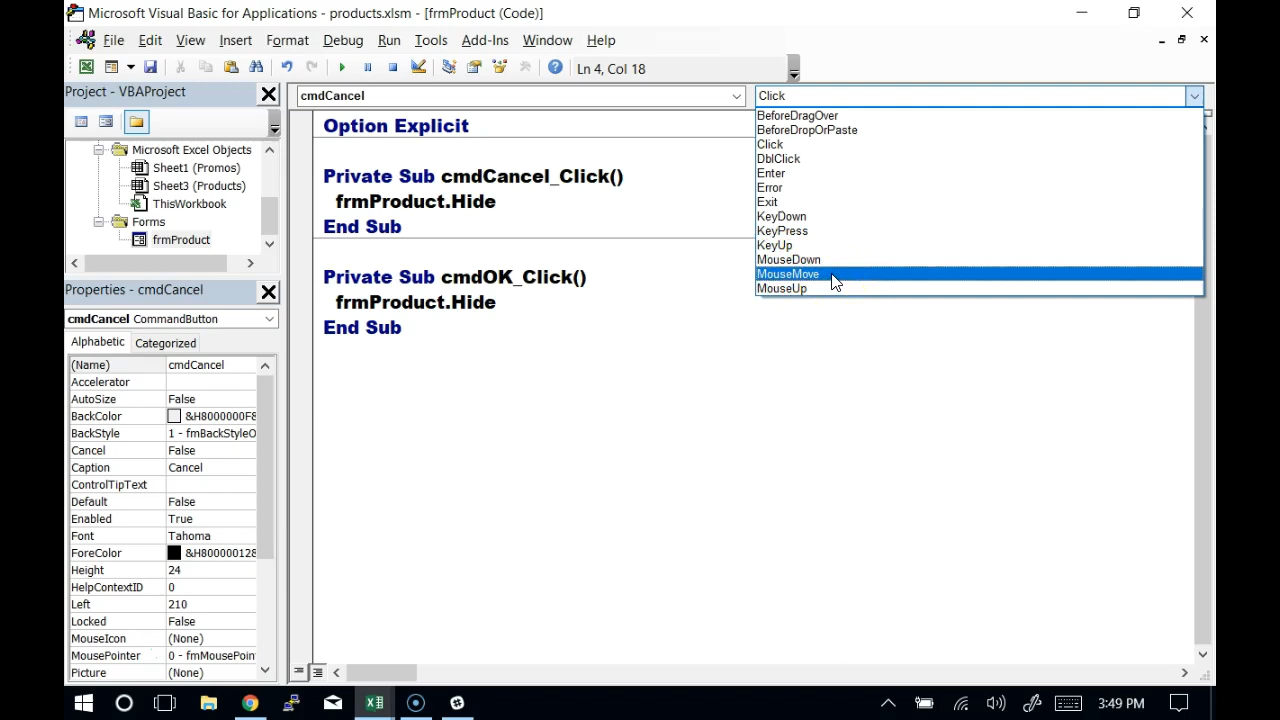 Microsoft Visual Basic for Applications - products.xlsm - [frmProduct (Code)]
File Edit View Insert Format Debug Run Tools Add-Ins Window Help
Ln 4, Col 18
Project - VBAProject
Microsoft Excel Objects
Sheet1 (Promos)
Sheet3 (Products)
ThisWorkbook
Forms
frmProduct
Properties - cmdCancel
cmdCancel CommandButton
Alphabetic Categorized
(Name) cmdCancel
Accelerator
AutoSize False
BackColor &H8000000F&
BackStyle 1 - fmBackStyleO
Cancel False
Caption Cancel
ControlTipText
Default False
Enabled True
Font Tahoma
ForeColor &H80000012&
Height 24
HelpContextID 0
Left 210
Locked False
MouseIcon (None)
MousePointer 0 - fmMousePoin
Picture (None)
cmdCancel
Click
BeforeDragOver
BeforeDropOrPaste
Click
DblClick
Enter
Error
Exit
KeyDown
KeyPress
KeyUp
MouseDown
MouseMove
MouseUp
Option Explicit
Private Sub cmdCancel_Click()
frmProduct.Hide
End Sub
Private Sub cmdOK_Click()
frmProduct.Hide
End Sub
3:49 PM